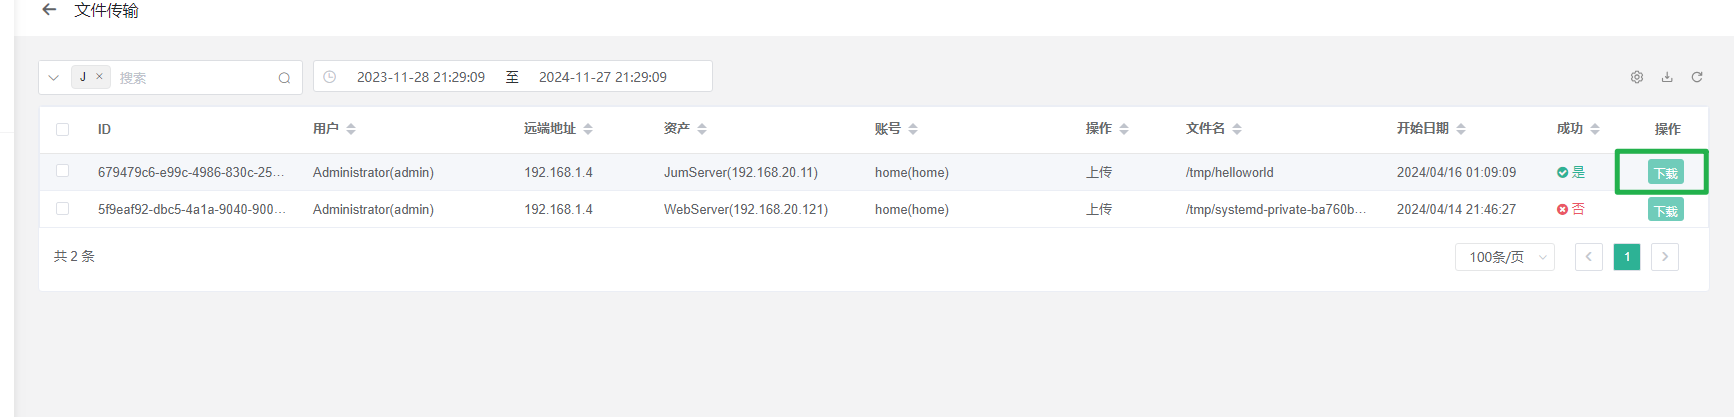 文件传输
J × 搜索 2023-11-28 21:29:09 至 2024-11-27 21:29:09
ID 用户 远端地址 资产 账号 操作 文件名 开始日期 成功 操作
679479c6-e99c-4986-830c-25... Administrator(admin) 192.168.1.4 JumServer(192.168.20.11) home(home) 上传 /tmp/helloworld 2024/04/16 01:09:09 是 下载
5f9eaf92-dbc5-4a1a-9040-900... Administrator(admin) 192.168.1.4 WebServer(192.168.20.121) home(home) 上传 /tmp/systemd-private-ba760b... 2024/04/14 21:46:27 否 下载
共 2 条 100条/页 1